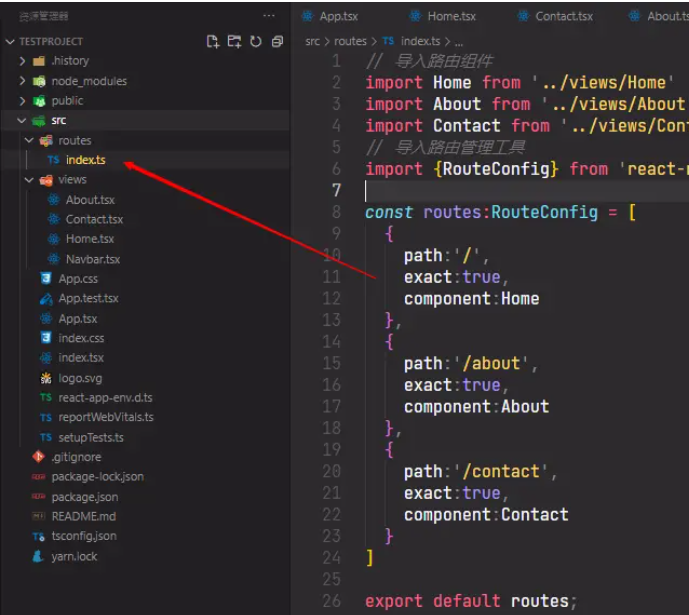 资源管理器
···
TESTPROJECT
.history
node_modules
public
src
routes
TS index.ts
views
About.tsx
Contact.tsx
Home.tsx
Navbar.tsx
App.css
App.test.tsx
App.tsx
index.css
index.tsx
logo.svg
TS react-app-env.d.ts
TS reportWebVitals.ts
TS setupTests.ts
.gitignore
package-lock.json
package.json
README.md
tsconfig.json
yarn.lock
App.tsx
Home.tsx
Contact.tsx
About.ts
src > routes > TS index.ts > ...
1 // 导入路由组件
2 import Home from '../views/Home'
3 import About from '../views/About
4 import Contact from '../views/Con
5 // 导入路由管理工具
6 import {RouteConfig} from 'react-
7
8 const routes:RouteConfig = [
9 {
10 path:'/',
11 exact:true,
12 component:Home
13 },
14 {
15 path:'/about',
16 exact:true,
17 component:About
18 },
19 {
20 path:'/contact',
21 exact:true,
22 component:Contact
23 }
24 ]
25
26 export default routes;